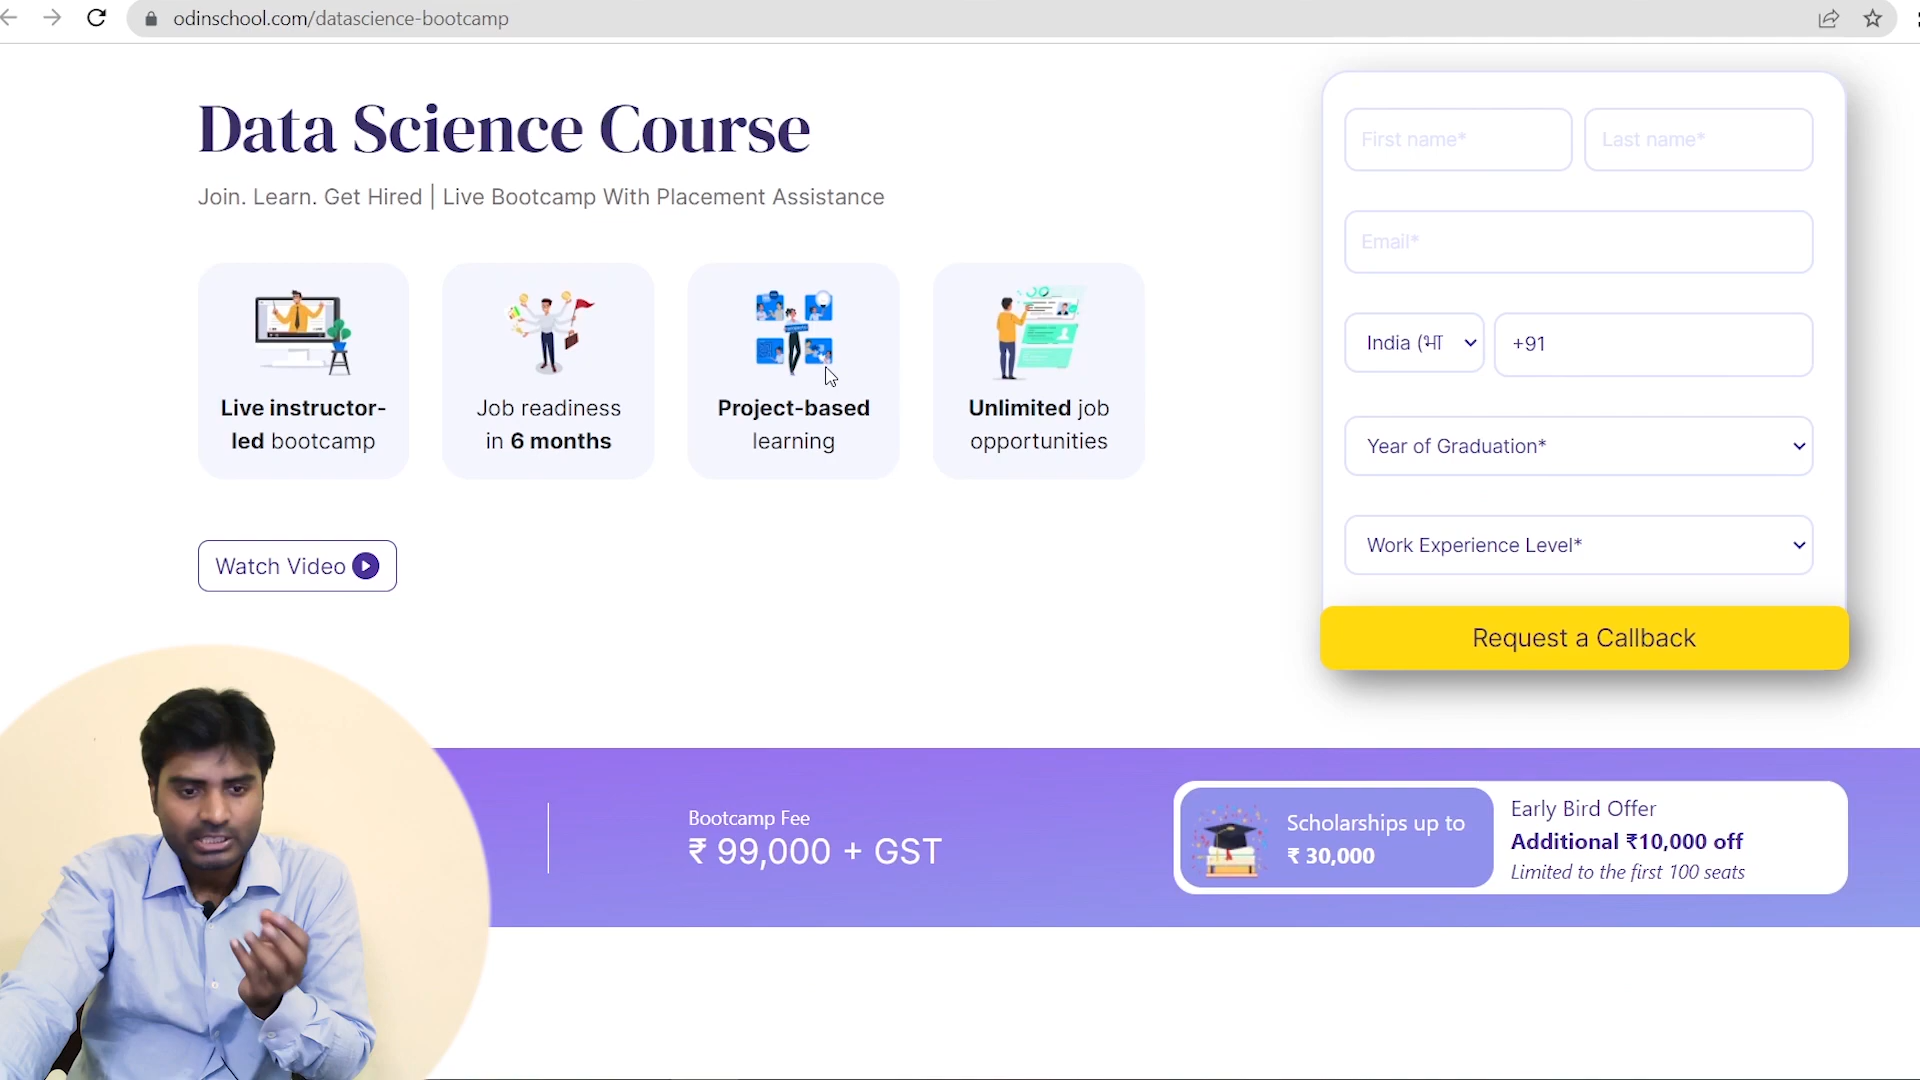 odinschool.com/datascience-bootcamp
Data Science Course
Join. Learn. Get Hired | Live Bootcamp With Placement Assistance
Live instructor-
led bootcamp
Job readiness
in 6 months
Project-based
learning
Unlimited job
opportunities
Watch Video
First name*
Last name*
Email*
India (भा
+91
Year of Graduation*
Work Experience Level*
Request a Callback
Bootcamp Fee
₹ 99,000 + GST
Scholarships up to
₹ 30,000
Early Bird Offer
Additional ₹10,000 off
Limited to the first 100 seats